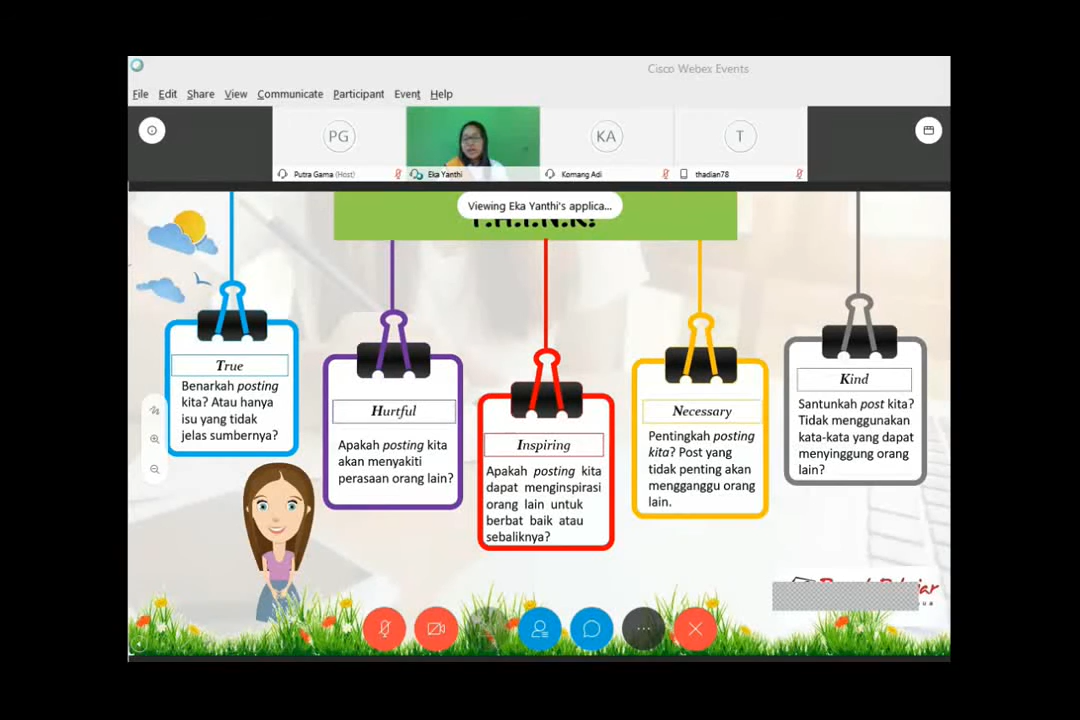 Cisco Webex Events
File Edit Share View Communicate Participant Event Help
PG
KA
T
Putra Gama (Host)
Eka Yanthi
Komang Adi
thadian78
Viewing Eka Yanthi's applica...
T.H.I.N.K!
True
Benarkah posting
kita? Atau hanya
isu yang tidak
jelas sumbernya?
Hurtful
Apakah posting kita
akan menyakiti
perasaan orang lain?
Inspiring
Apakah posting kita
dapat menginspirasi
orang lain untuk
berbat baik atau
sebaliknya?
Necessary
Pentingkah posting
kita? Post yang
tidak penting akan
mengganggu orang
lain.
Kind
Santunkah post kita?
Tidak menggunakan
kata-kata yang dapat
menyinggung orang
lain?